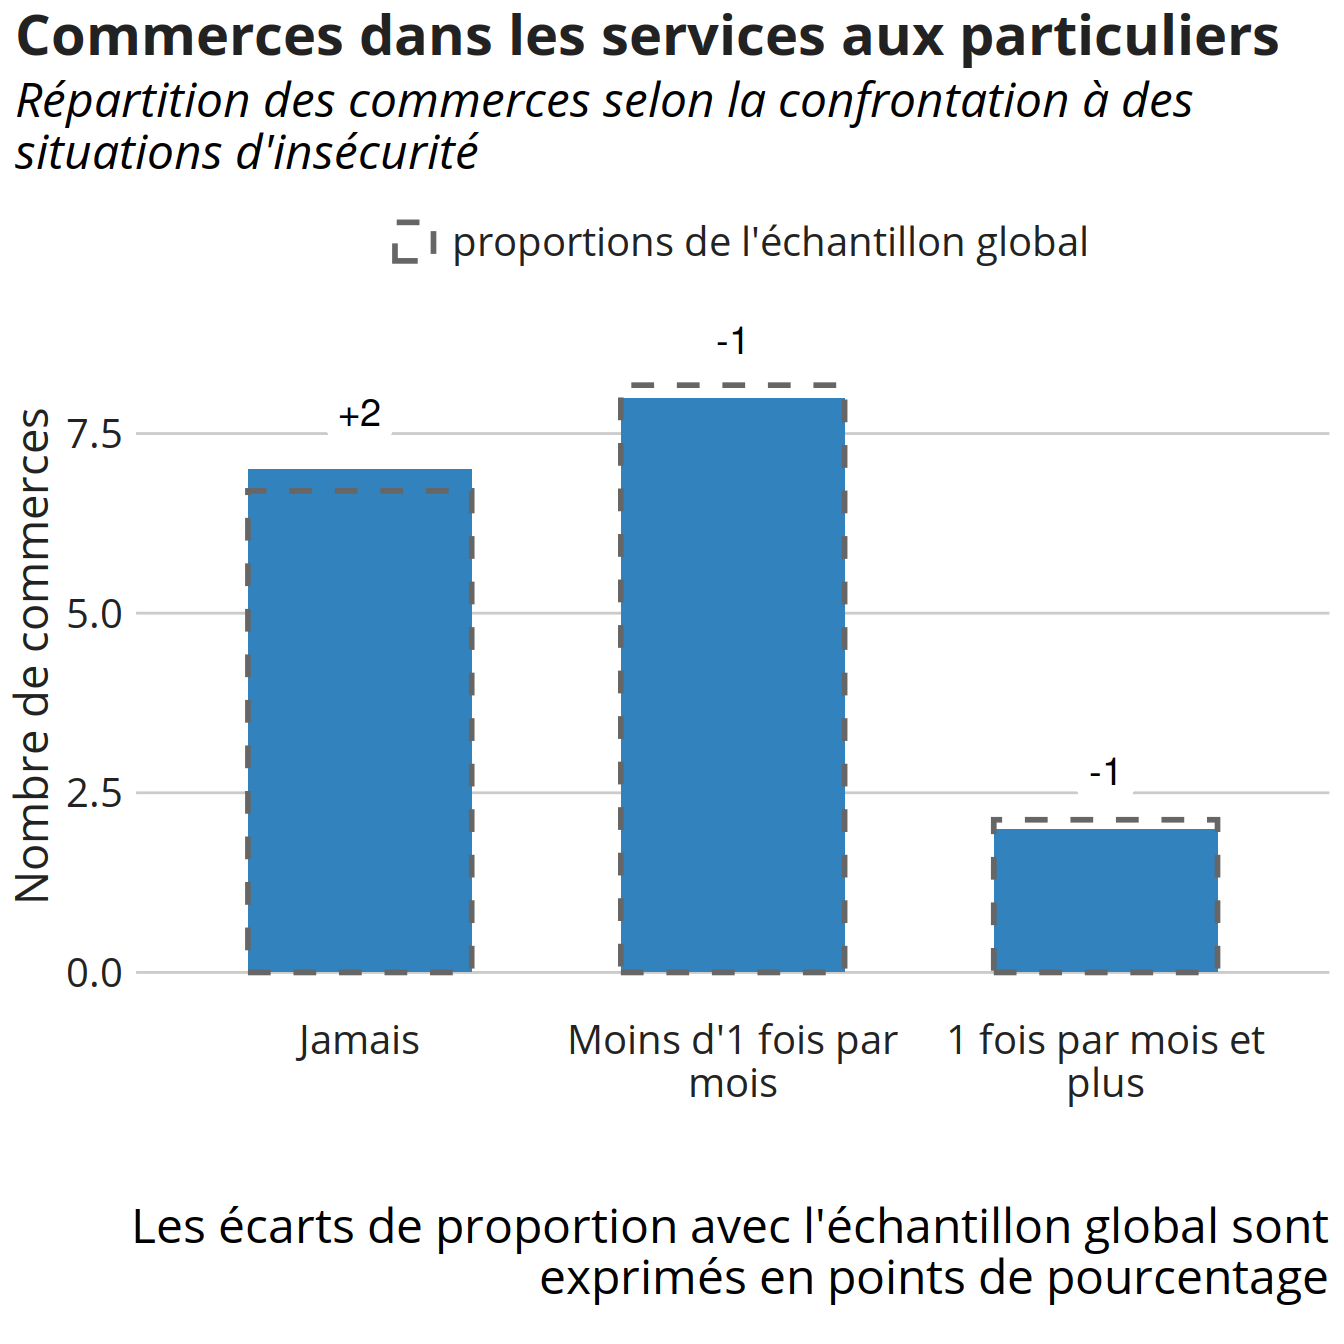 Commerces dans les services aux particuliers
Répartition des commerces selon la confrontation à des
situations d'insécurité
proportions de l'échantillon global
Nombre de commerces
7.5
5.0
2.5
0.0
+2
-1
-1
Jamais
Moins d'1 fois par
mois
1 fois par mois et
plus
Les écarts de proportion avec l'échantillon global sont
exprimés en points de pourcentage